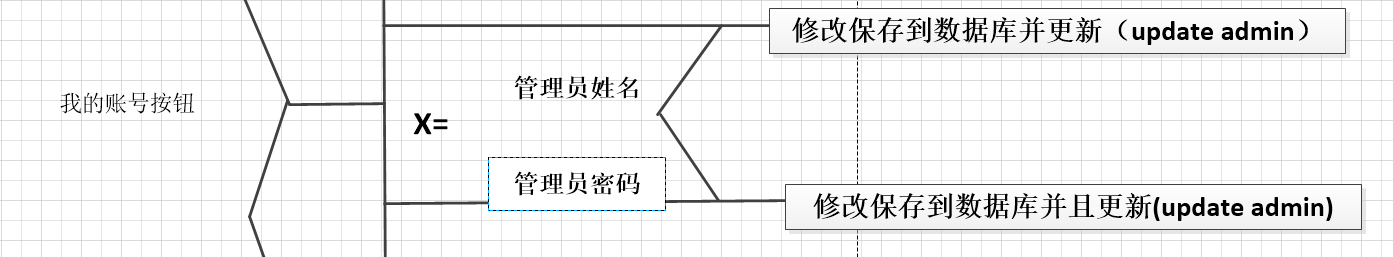 修改保存到数据库并更新（update admin）
管理员姓名
我的账号按钮
X=
管理员密码
修改保存到数据库并且更新(update admin)